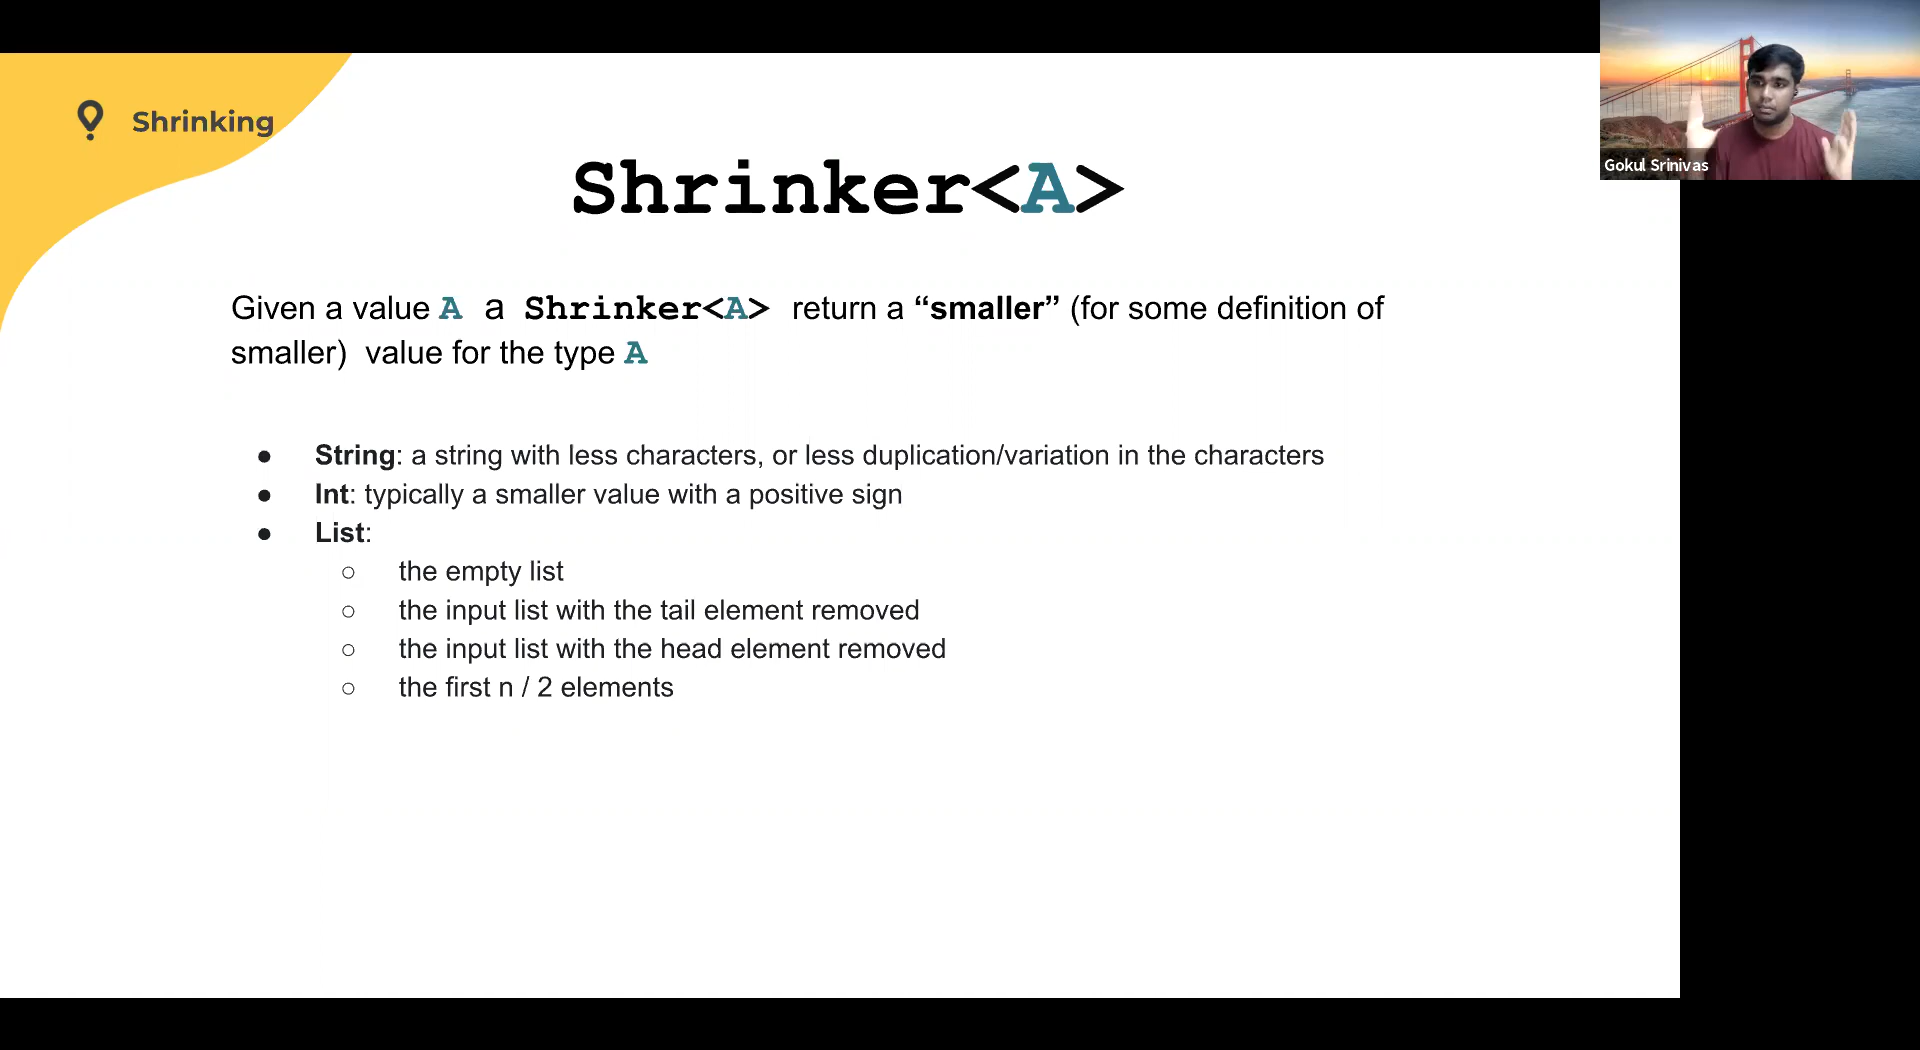 Shrinking
Shrinker<A>
Given a value A a Shrinker<A> return a “smaller” (for some definition of
smaller) value for the type A
● String: a string with less characters, or less duplication/variation in the characters
● Int: typically a smaller value with a positive sign
● List:
○ the empty list
○ the input list with the tail element removed
○ the input list with the head element removed
○ the first n / 2 elements
Gokul Srinivas